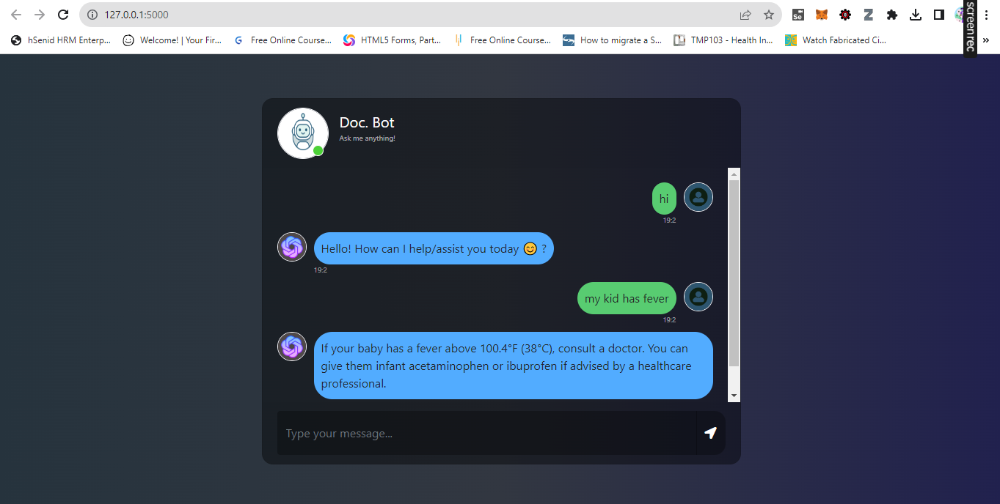 127.0.0.1:5000
Se
Z
screen rec
hSenid HRM Enterp...
Welcome! | Your Fir...
G
Free Online Course...
HTML5 Forms, Part...
Free Online Course...
How to migrate a S...
TMP103 - Health In...
Watch Fabricated Ci...
»
Doc. Bot
Ask me anything!
hi
19:2
Hello! How can I help/assist you today 😊 ?
19:2
my kid has fever
19:2
If your baby has a fever above 100.4°F (38°C), consult a doctor. You can
give them infant acetaminophen or ibuprofen if advised by a healthcare
professional.
Type your message...